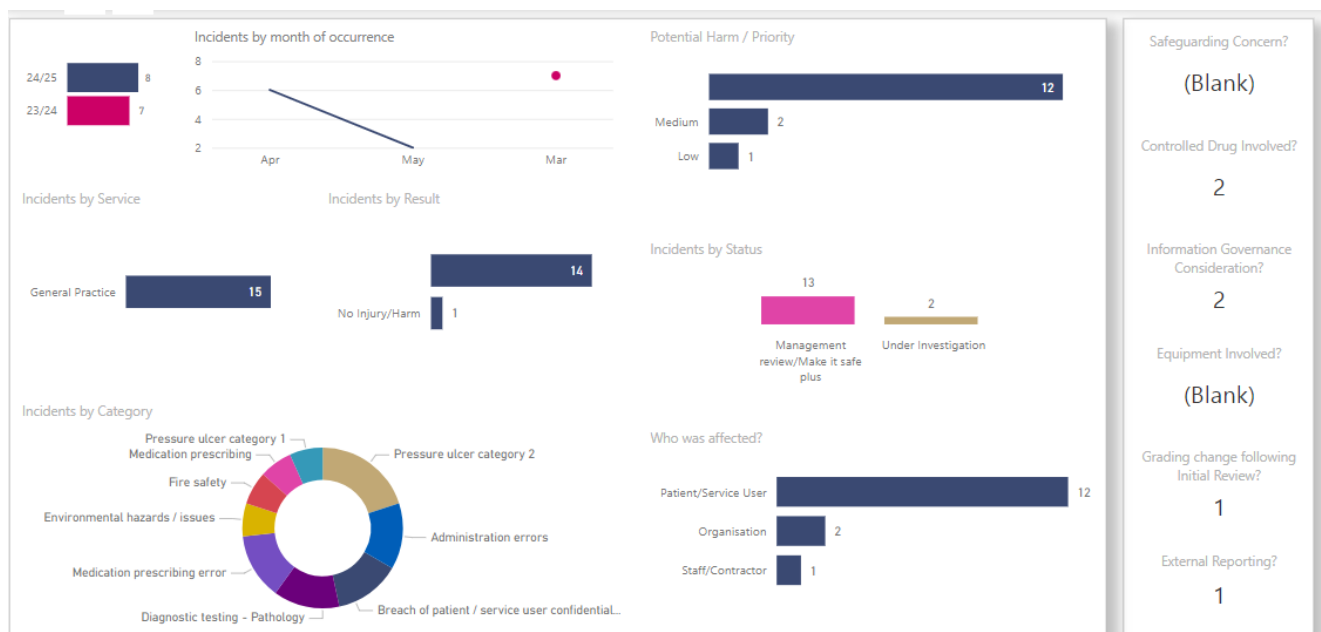 Incidents by month of occurrence
24/25
8
23/24
7
8
6
4
2
Apr
May
Mar
Potential Harm / Priority
12
Medium
2
Low
1
Incidents by Service
General Practice
15
Incidents by Result
14
No Injury/Harm
1
Incidents by Status
13
2
Management
review/Make it safe
plus
Under Investigation
Incidents by Category
Pressure ulcer category 1
Medication prescribing
Fire safety
Environmental hazards / issues
Medication prescribing error
Diagnostic testing - Pathology
Pressure ulcer category 2
Administration errors
Breach of patient / service user confidential...
Who was affected?
Patient/Service User
12
Organisation
2
Staff/Contractor
1
Safeguarding Concern?
(Blank)
Controlled Drug Involved?
2
Information Governance
Consideration?
2
Equipment Involved?
(Blank)
Grading change following
Initial Review?
1
External Reporting?
1